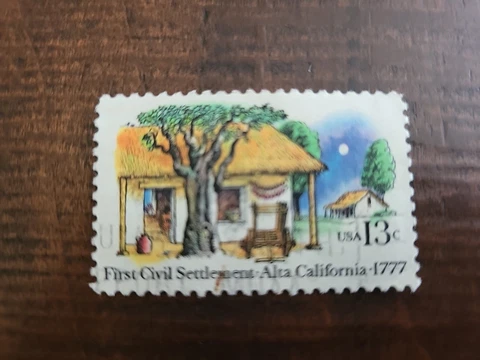 USA 13c
First Civil Settlement·Alta California·1777